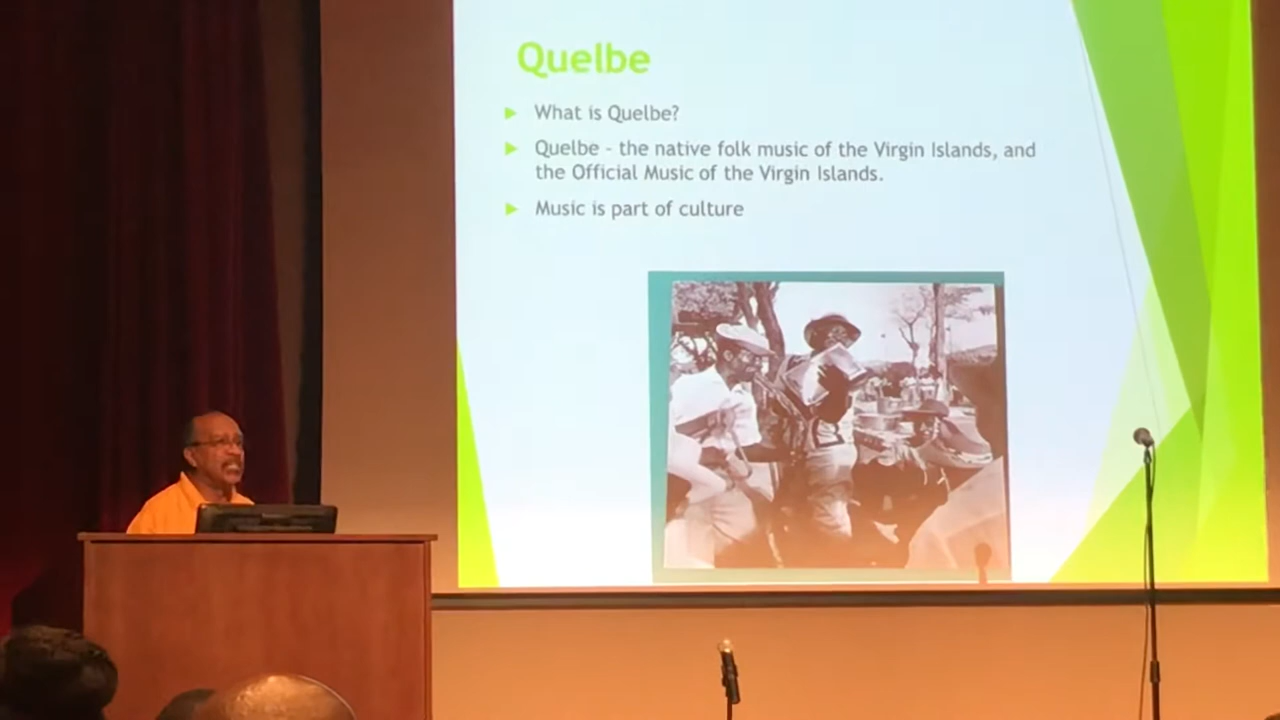 Quelbe
What is Quelbe?
Quelbe - the native folk music of the Virgin Islands, and
the Official Music of the Virgin Islands.
Music is part of culture